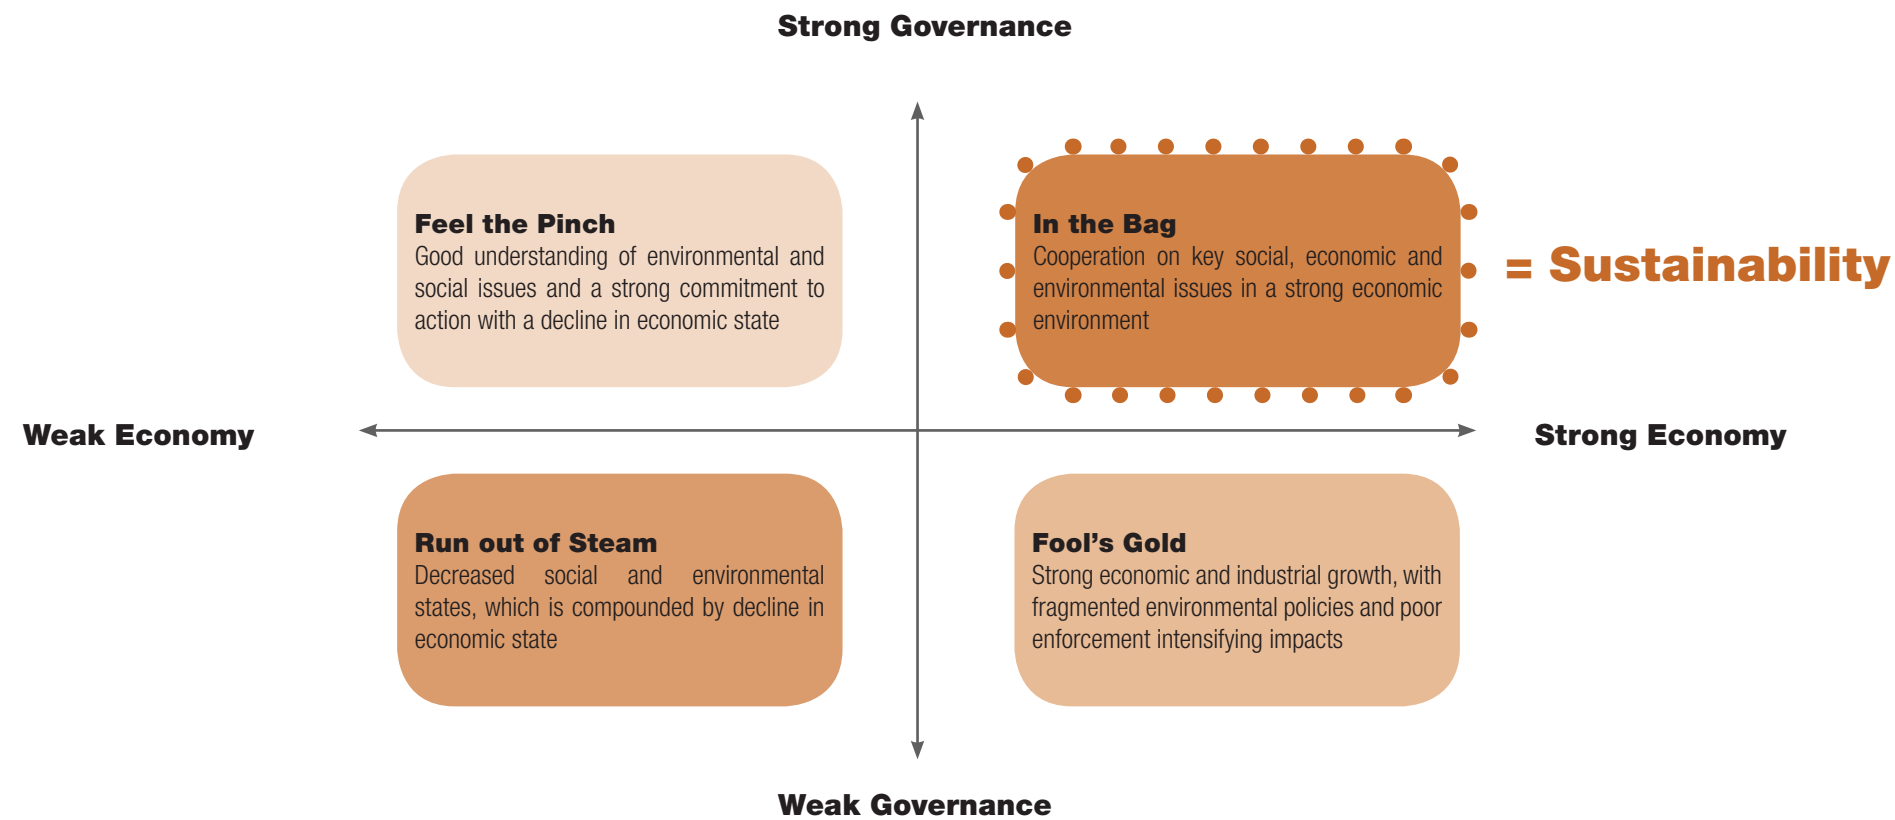 Strong Governance
Feel the Pinch
Good understanding of environmental and
social issues and a strong commitment to
action with a decline in economic state
In the Bag
Cooperation on key social, economic and
environmental issues in a strong economic
environment
= Sustainability
Weak Economy
Strong Economy
Run out of Steam
Decreased social and environmental
states, which is compounded by decline in
economic state
Fool’s Gold
Strong economic and industrial growth, with
fragmented environmental policies and poor
enforcement intensifying impacts
Weak Governance